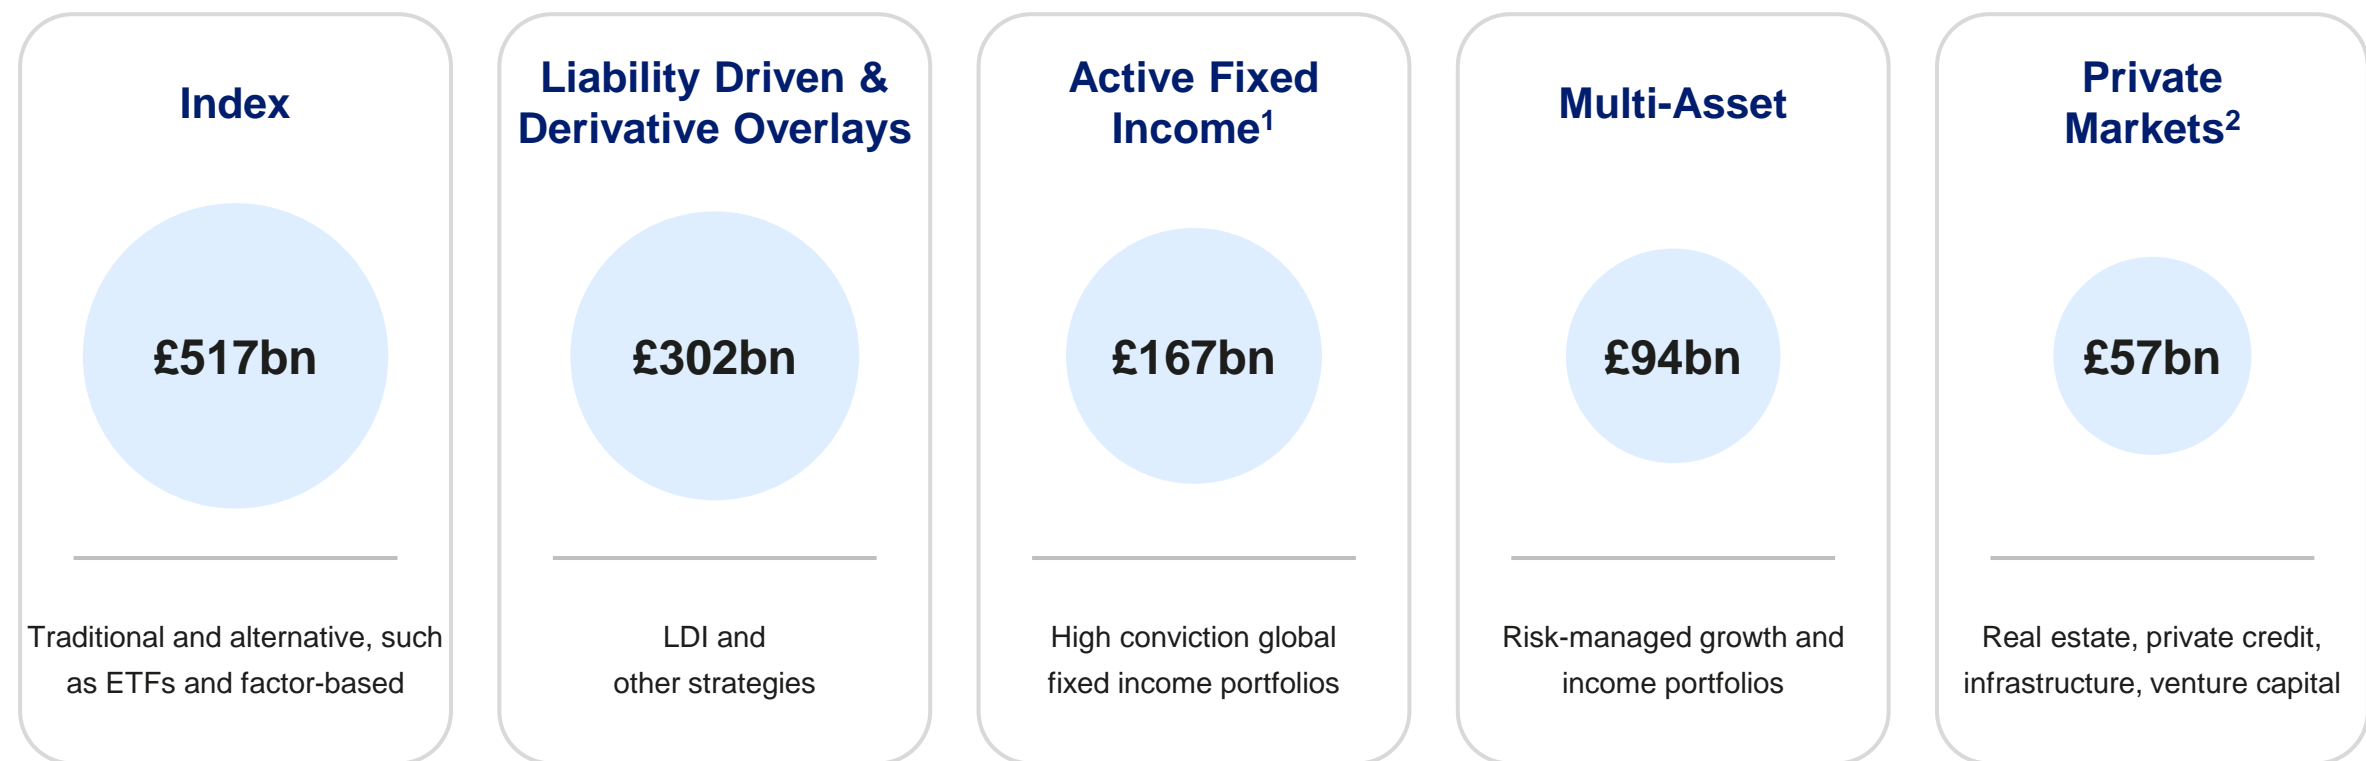 Index
£517bn
Traditional and alternative, such
as ETFs and factor-based
Liability Driven &
Derivative Overlays
£302bn
LDI and
other strategies
Active Fixed
Income¹
£167bn
High conviction global
fixed income portfolios
Multi-Asset
£94bn
Risk-managed growth and
income portfolios
Private
Markets²
£57bn
Real estate, private credit,
infrastructure, venture capital